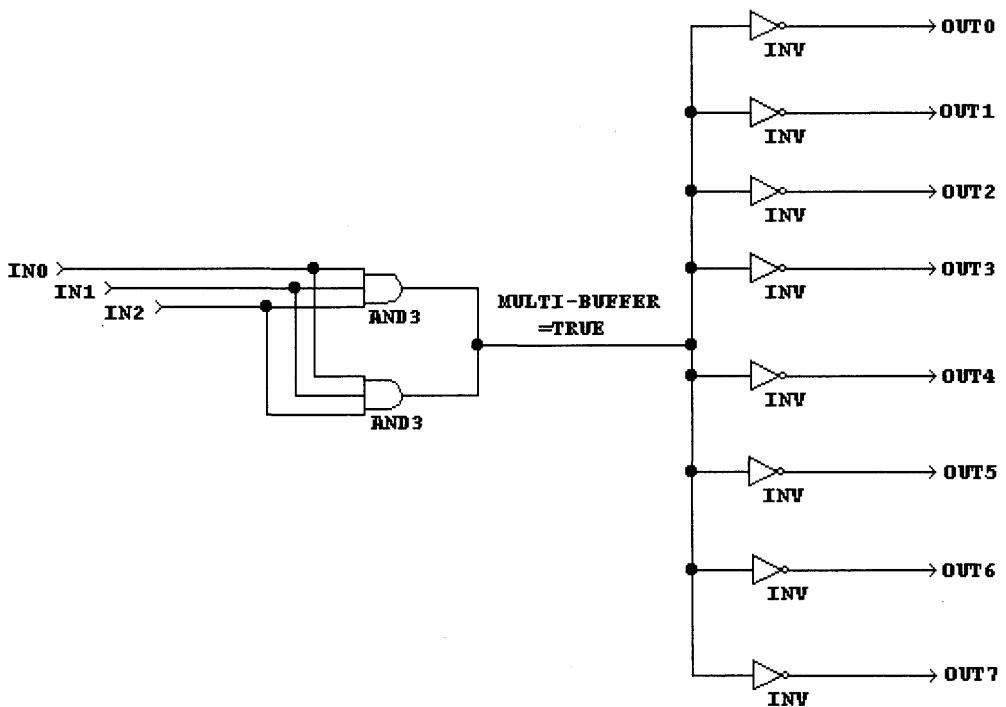 OUT0
INV
OUT1
INV
OUT2
INV
OUT3
INV
IN0
IN1
IN2
AND3
MULTI-BUFFER
=TRUE
OUT4
INV
AND3
OUT5
INV
OUT6
INV
OUT7
INV